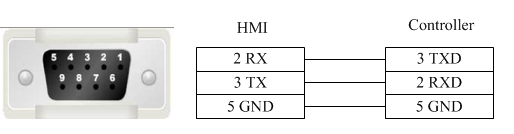 HMI Controller
5 4 3 2 1
9 8 7 6
2 RX 3 TXD
3 TX 2 RXD
5 GND 5 GND